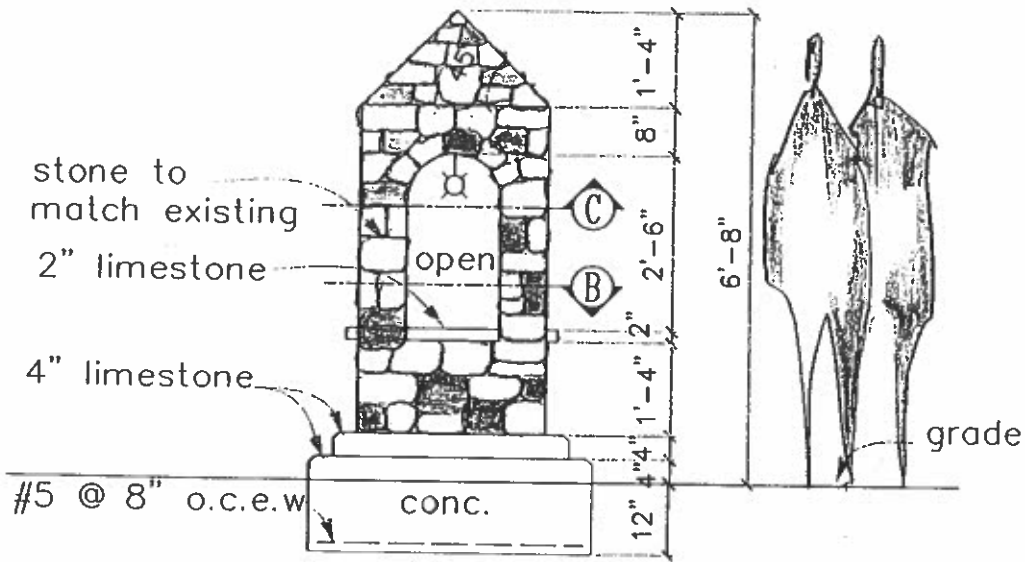 stone to
match existing
2" limestone
4" limestone
#5 @ 8" o.c.e.w.
open
conc.
C
B
1'-4"
8"
2'-6"
2"
1'-4"
4"
4"
12"
6'-8"
grade